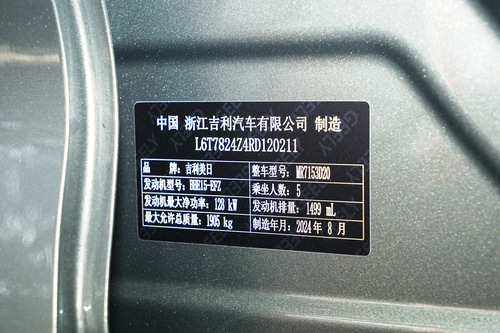 中国 浙江吉利汽车有限公司 制造
L6T7824Z4RD120211
品 牌: 吉利美日 整车型号: MR7153D20
发动机型号: BHE15-EFZ 乘坐人数: 5
发动机最大净功率: 128 kW 发动机排量: 1499 mL
最大允许总质量: 1905 kg 制造年月: 2024 年 8 月